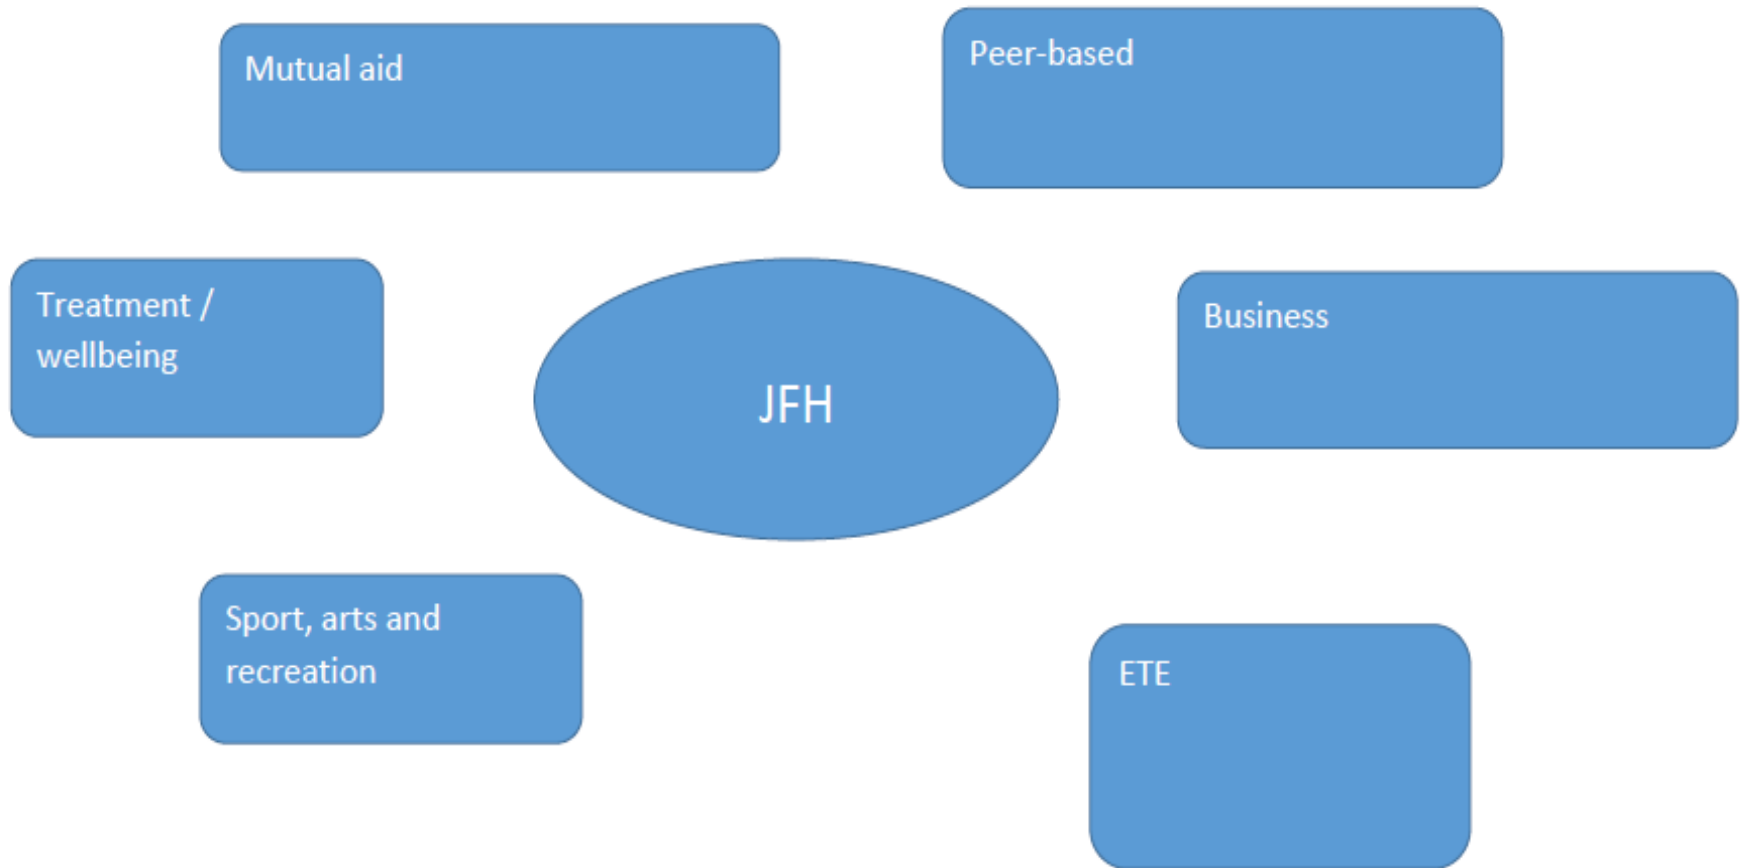 Mutual aid
Peer-based
Treatment /
wellbeing
JFH
Business
Sport, arts and
recreation
ETE